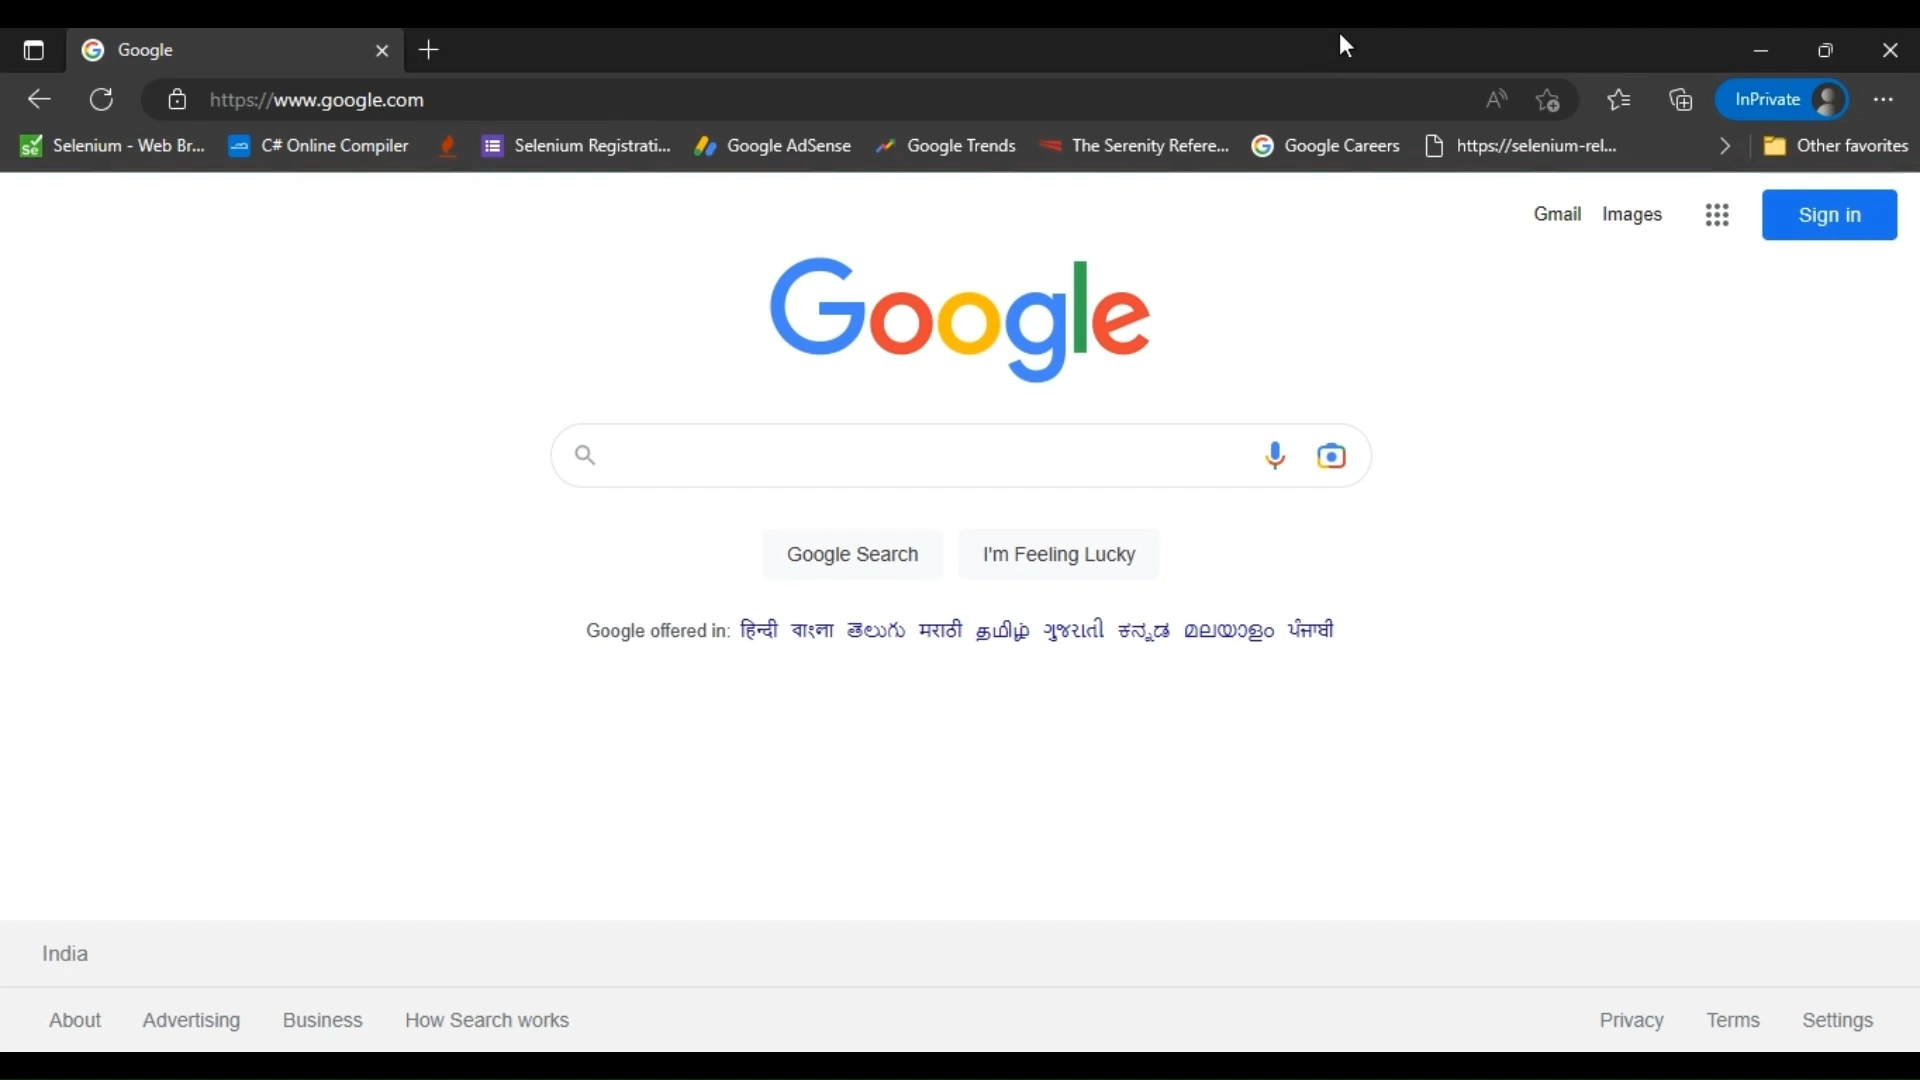 Google
https://www.google.com
InPrivate
Selenium - Web Br... C# Online Compiler Selenium Registrati... Google AdSense Google Trends The Serenity Refere... Google Careers https://selenium-rel... Other favorites
Gmail Images Sign in
Google
Google Search I'm Feeling Lucky
Google offered in: हिन्दी বাংলা తెలుగు मराठी தமிழ் ગુજરાતી ಕನ್ನಡ മലയാളം ਪੰਜਾਬੀ
India
About Advertising Business How Search works Privacy Terms Settings